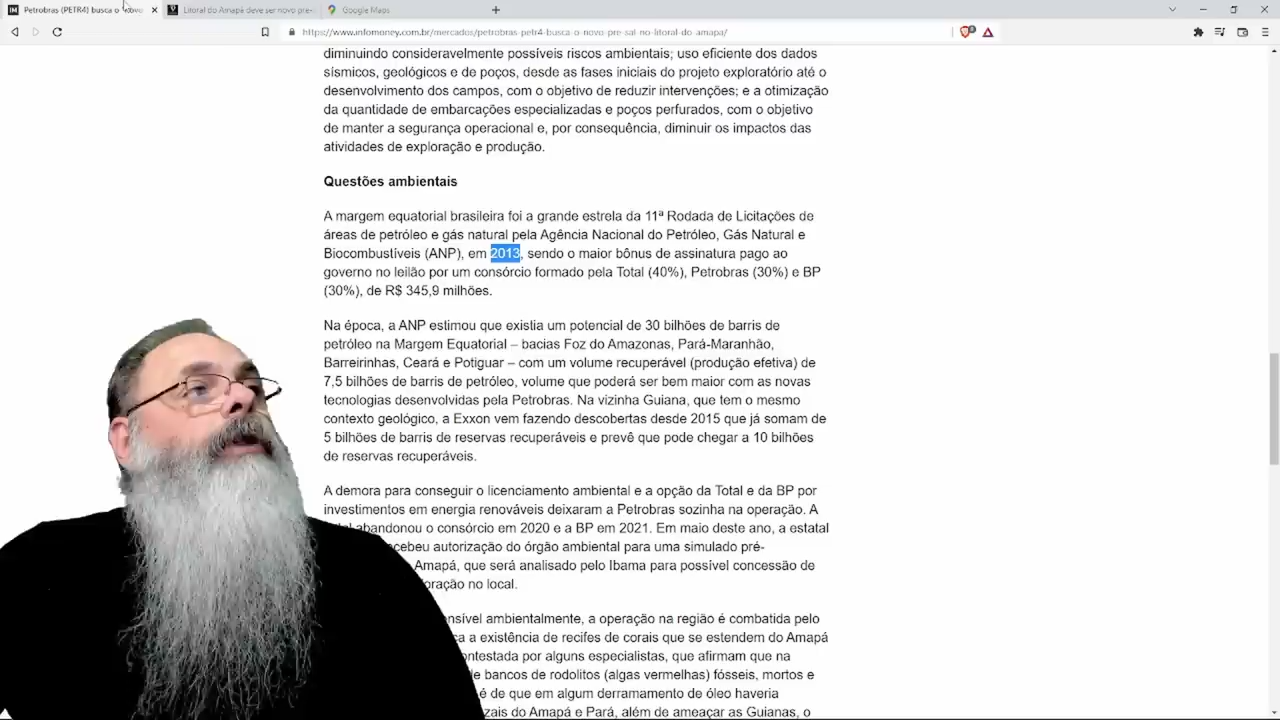 Petrobras (PETR4) busca o "novo
Litoral do Amapá deve ser novo pre-
Google Maps
https://www.infomoney.com.br/mercados/petrobras-petr4-busca-o-novo-pre-sal-no-litoral-do-amapa/
diminuindo consideravelmente possíveis riscos ambientais; uso eficiente dos dados
sísmicos, geológicos e de poços, desde as fases iniciais do projeto exploratório até o
desenvolvimento dos campos, com o objetivo de reduzir intervenções; e a otimização
da quantidade de embarcações especializadas e poços perfurados, com o objetivo
de manter a segurança operacional e, por consequência, diminuir os impactos das
atividades de exploração e produção.
Questões ambientais
A margem equatorial brasileira foi a grande estrela da 11ª Rodada de Licitações de
áreas de petróleo e gás natural pela Agência Nacional do Petróleo, Gás Natural e
Biocombustíveis (ANP), em 2013, sendo o maior bônus de assinatura pago ao
governo no leilão por um consórcio formado pela Total (40%), Petrobras (30%) e BP
(30%), de R$ 345,9 milhões.
Na época, a ANP estimou que existia um potencial de 30 bilhões de barris de
petróleo na Margem Equatorial – bacias Foz do Amazonas, Pará-Maranhão,
Barreirinhas, Ceará e Potiguar – com um volume recuperável (produção efetiva) de
7,5 bilhões de barris de petróleo, volume que poderá ser bem maior com as novas
tecnologias desenvolvidas pela Petrobras. Na vizinha Guiana, que tem o mesmo
contexto geológico, a Exxon vem fazendo descobertas desde 2015 que já somam de
5 bilhões de barris de reservas recuperáveis e prevê que pode chegar a 10 bilhões
de reservas recuperáveis.
A demora para conseguir o licenciamento ambiental e a opção da Total e da BP por
investimentos em energia renováveis deixaram a Petrobras sozinha na operação. A
abandonou o consórcio em 2020 e a BP em 2021. Em maio deste ano, a estatal
autorização do órgão ambiental para uma simulado pré-
Amapá, que será analisado pelo Ibama para possível concessão de
no local.
ambientalmente, a operação na região é combatida pelo
a existência de recifes de corais que se estendem do Amapá
por alguns especialistas, que afirmam que na
de bancos de rodolitos (algas vermelhas) fósseis, mortos e
é de que em algum derramamento de óleo haveria
do Amapá e Pará, além de ameaçar as Guianas, o